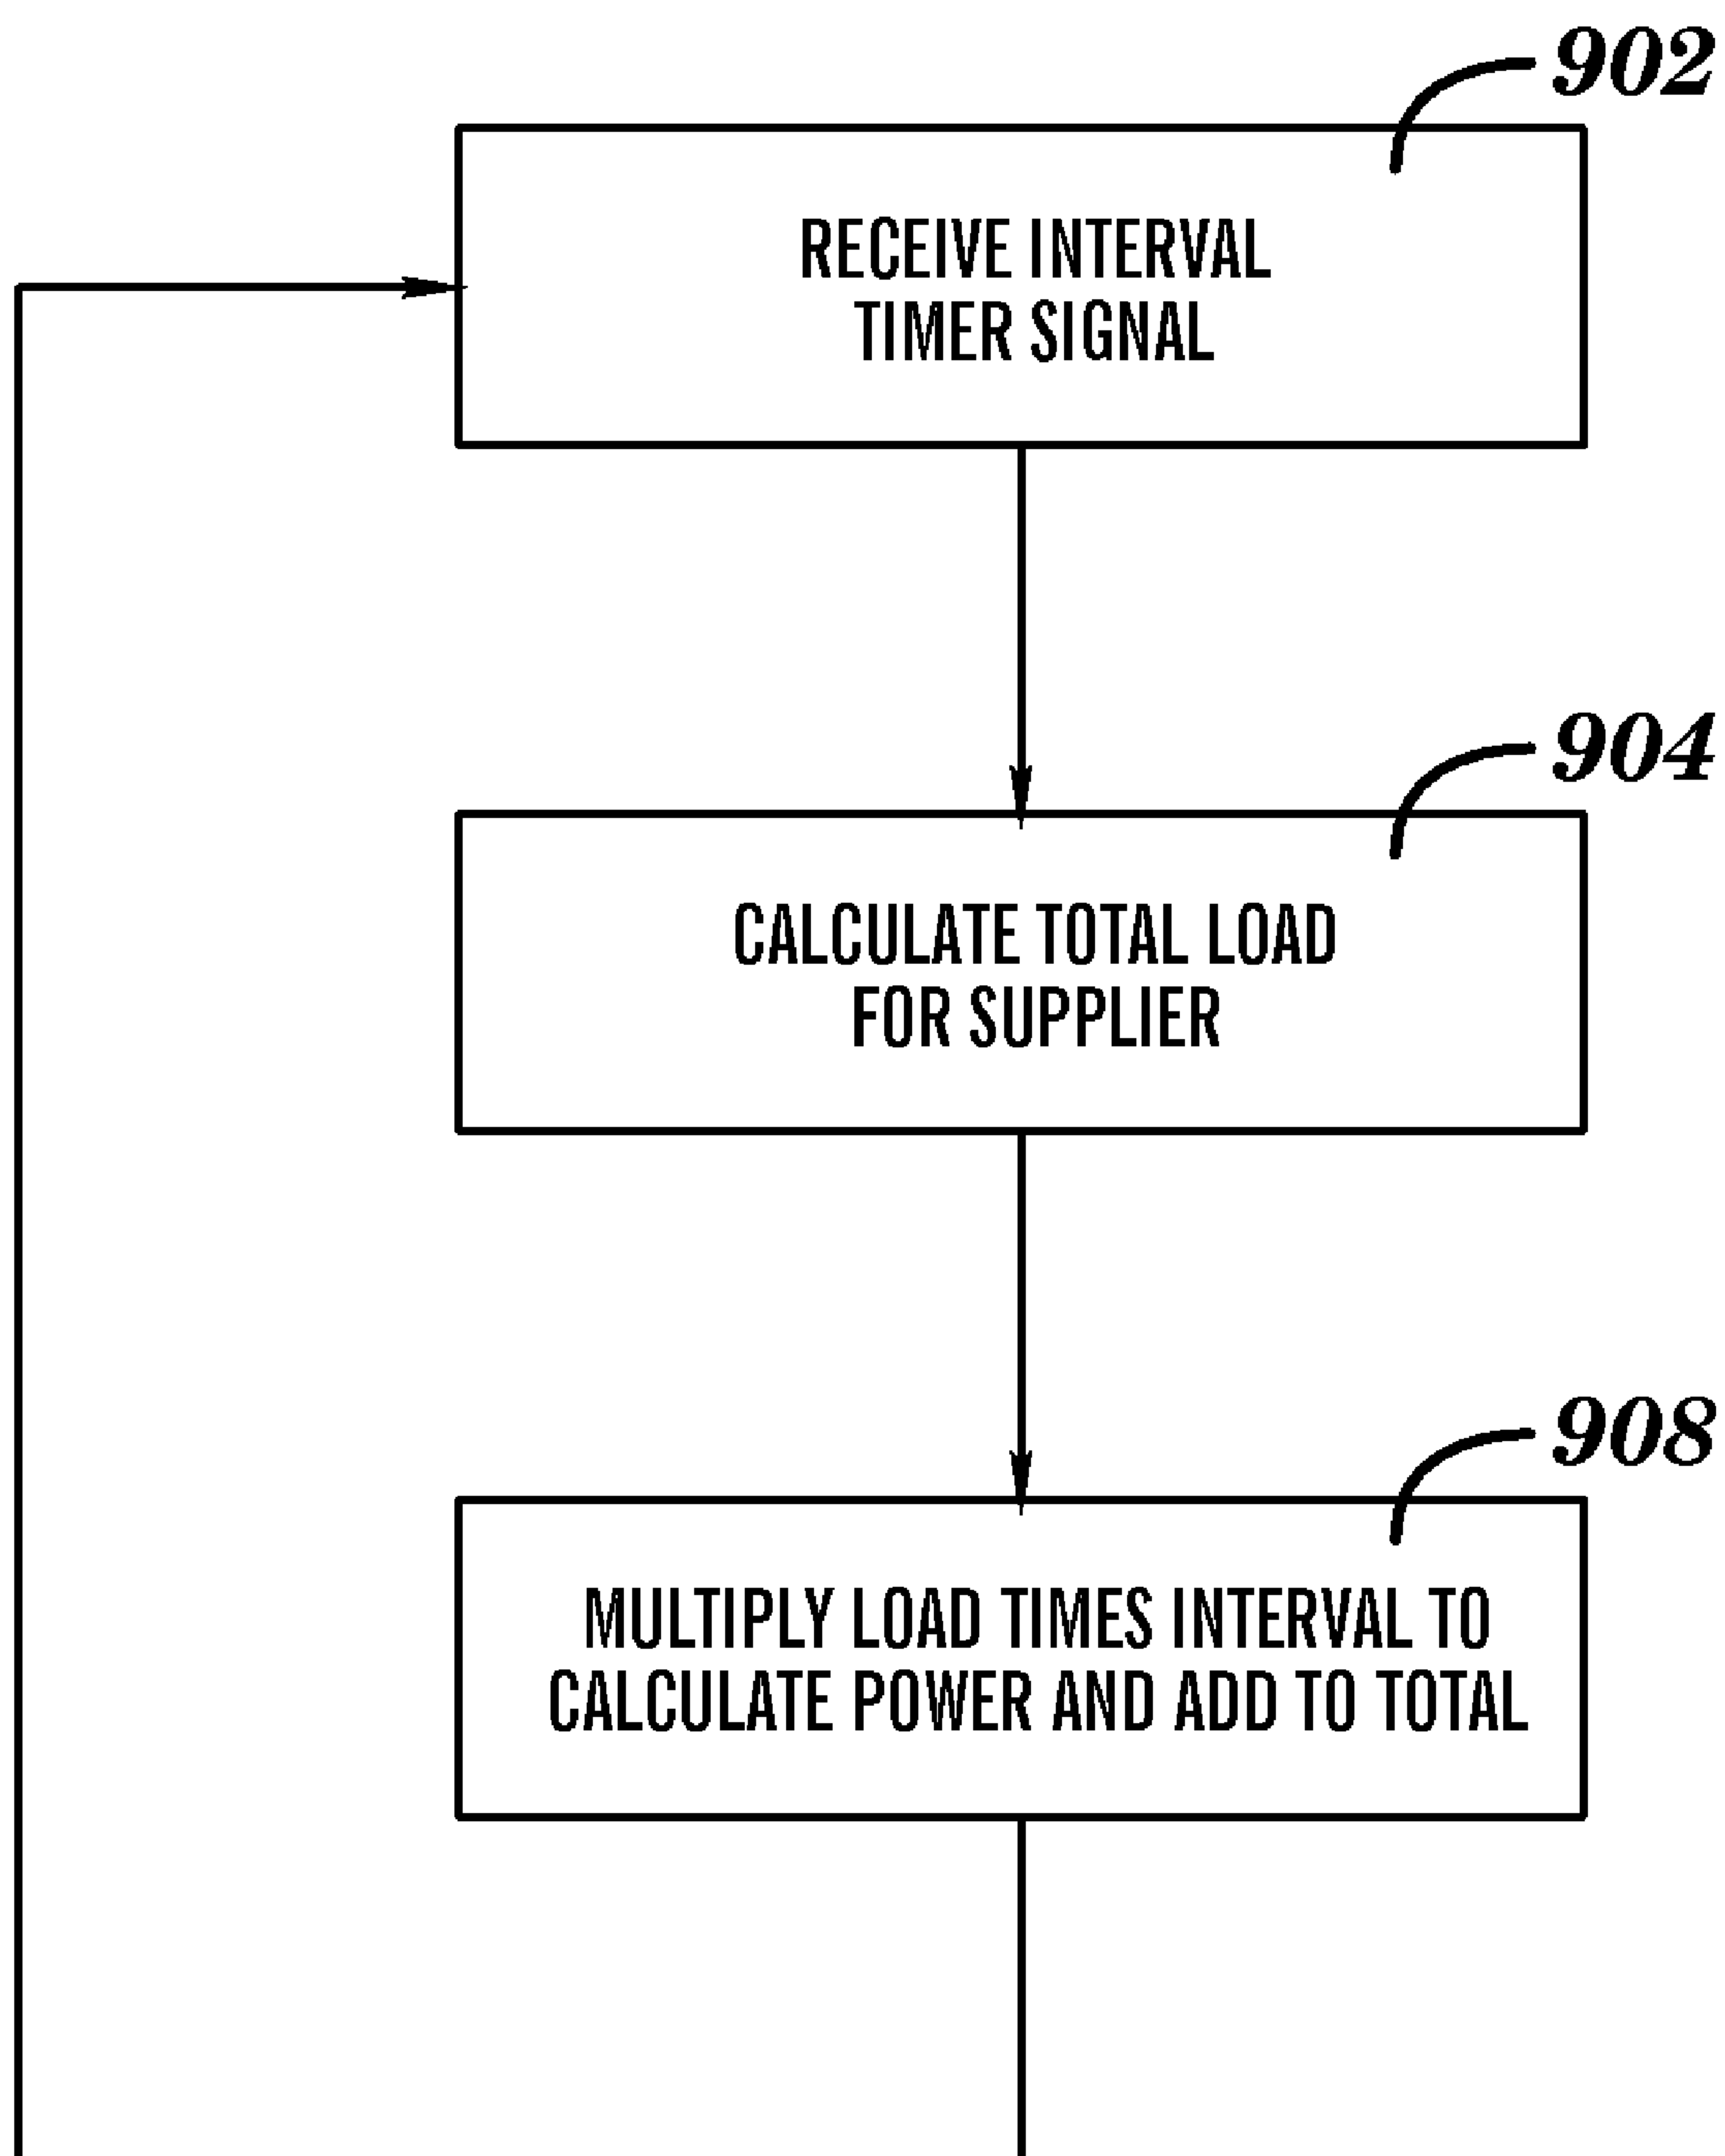 902
RECEIVE INTERVAL
TIMER SIGNAL
904
CALCULATE TOTAL LOAD
FOR SUPPLIER
908
MULTIPLY LOAD TIMES INTERVAL TO
CALCULATE POWER AND ADD TO TOTAL